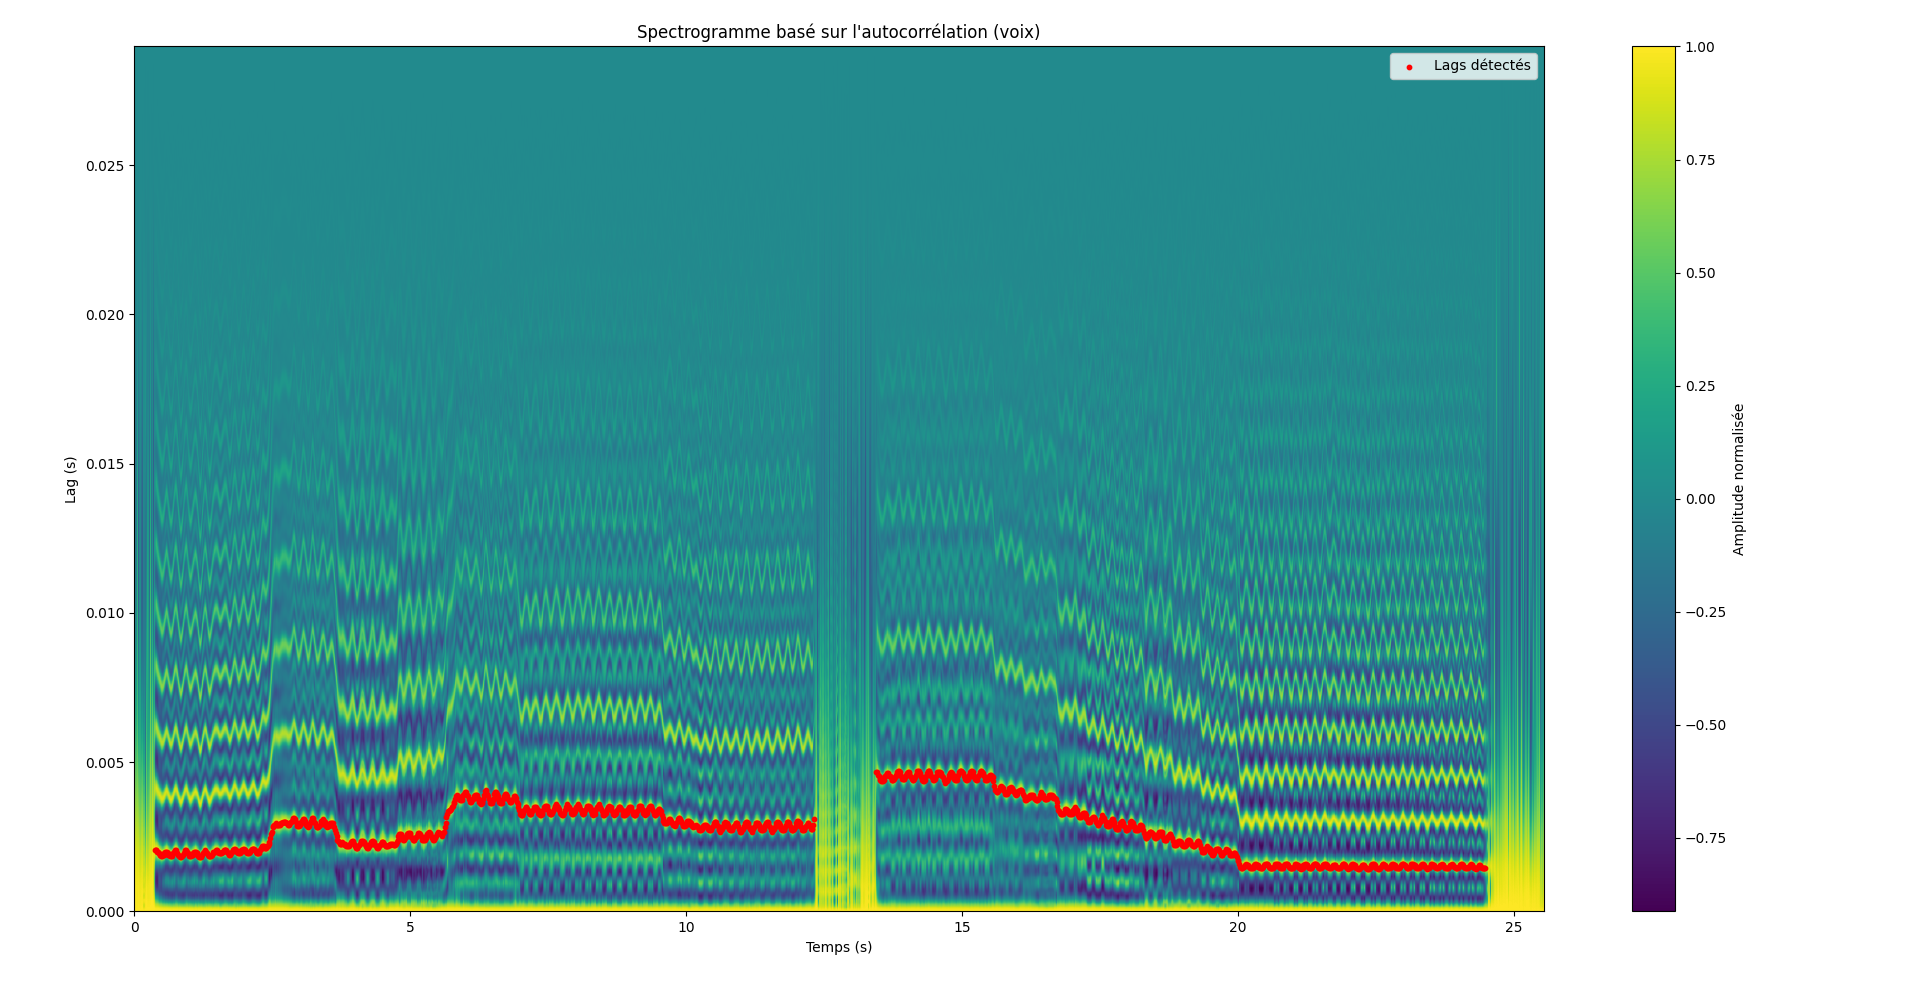 Spectrogramme basé sur l'autocorrélation (voix)
Lags détectés
Lag (s)
0.025
0.020
0.015
0.010
0.005
0.000
0 5 10 15 20 25
Temps (s)
1.00
0.75
0.50
0.25
0.00
−0.25
−0.50
−0.75
Amplitude normalisée